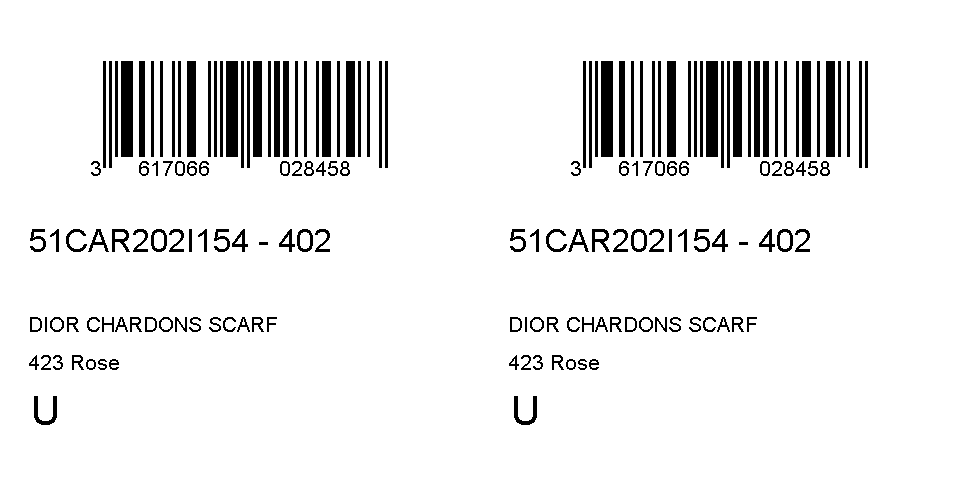 3 617066 028458
51CAR202I154 - 402
DIOR CHARDONS SCARF
423 Rose
U
3 617066 028458
51CAR202I154 - 402
DIOR CHARDONS SCARF
423 Rose
U